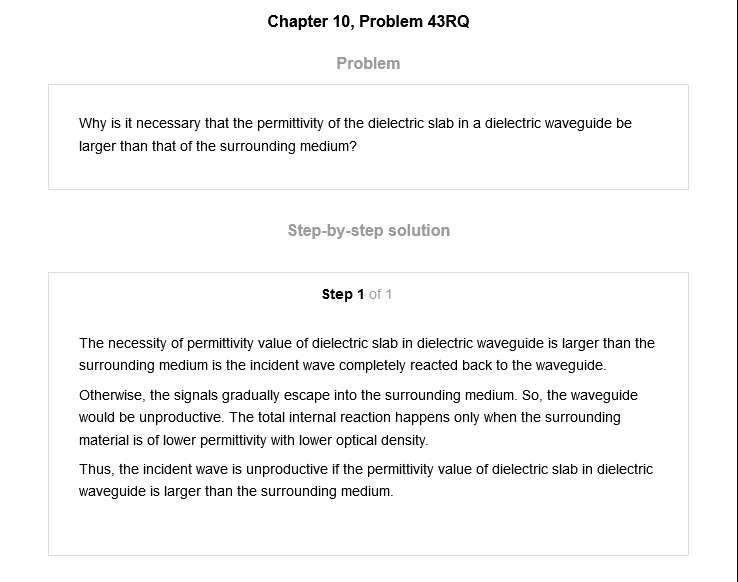 Chapter 10, Problem 43RQ
Problem
Why is it necessary that the permittivity of the dielectric slab in a dielectric waveguide be
larger than that of the surrounding medium?
Step-by-step solution
Step 1 of 1
The necessity of permittivity value of dielectric slab in dielectric waveguide is larger than the
surrounding medium is the incident wave completely reacted back to the waveguide.
Otherwise, the signals gradually escape into the surrounding medium. So, the waveguide
would be unproductive. The total internal reaction happens only when the surrounding
material is of lower permittivity with lower optical density.
Thus, the incident wave is unproductive if the permittivity value of dielectric slab in dielectric
waveguide is larger than the surrounding medium.